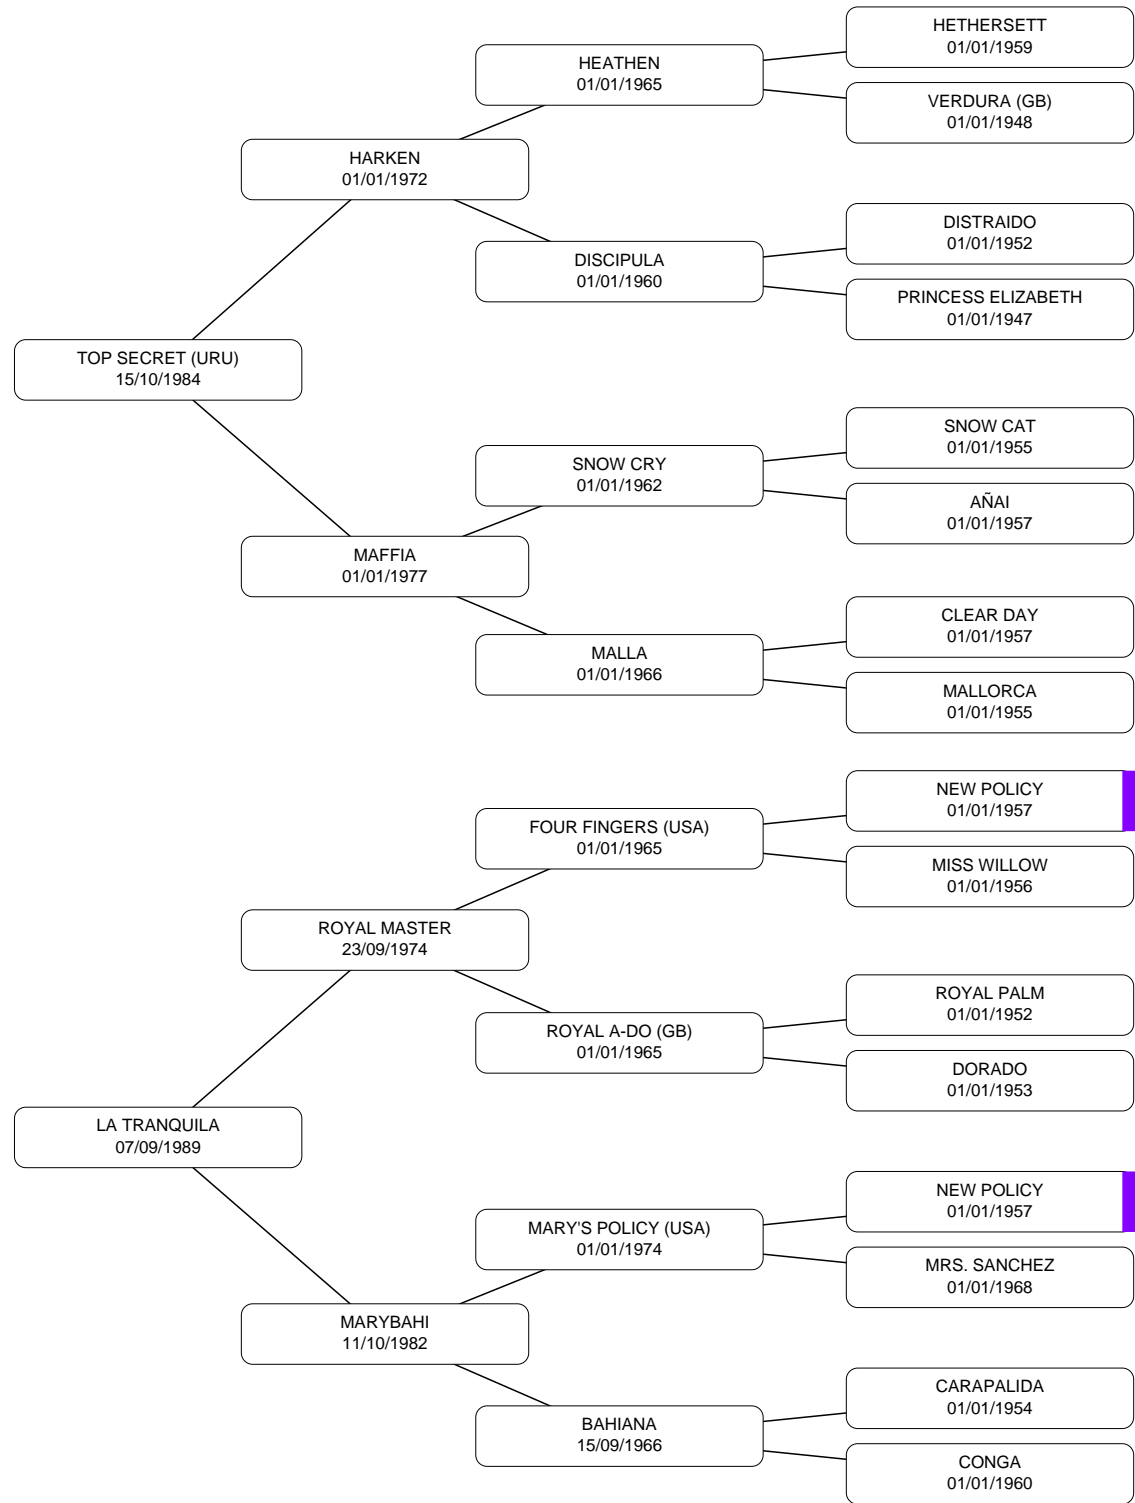 HETHERSETT
01/01/1959
HEATHEN
01/01/1965
VERDURA (GB)
01/01/1948
HARKEN
01/01/1972
DISTRAIDO
01/01/1952
DISCIPULA
01/01/1960
PRINCESS ELIZABETH
01/01/1947
TOP SECRET (URU)
15/10/1984
SNOW CAT
01/01/1955
SNOW CRY
01/01/1962
AÑAI
01/01/1957
MAFFIA
01/01/1977
CLEAR DAY
01/01/1957
MALLA
01/01/1966
MALLORCA
01/01/1955
NEW POLICY
01/01/1957
FOUR FINGERS (USA)
01/01/1965
MISS WILLOW
01/01/1956
ROYAL MASTER
23/09/1974
ROYAL PALM
01/01/1952
ROYAL A-DO (GB)
01/01/1965
DORADO
01/01/1953
LA TRANQUILA
07/09/1989
NEW POLICY
01/01/1957
MARY'S POLICY (USA)
01/01/1974
MRS. SANCHEZ
01/01/1968
MARYBAHI
11/10/1982
CARAPALIDA
01/01/1954
BAHIANA
15/09/1966
CONGA
01/01/1960